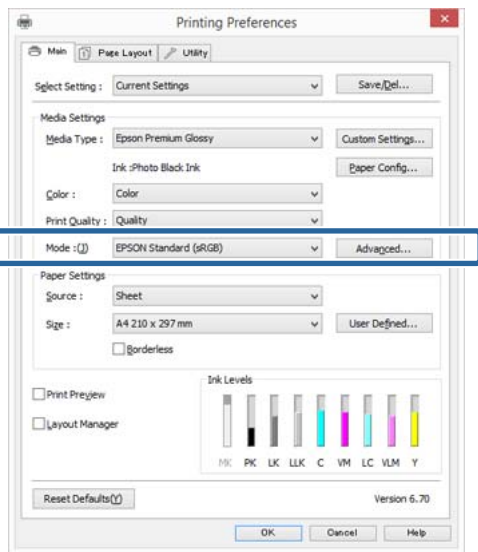 Printing Preferences
Main Page Layout Utility
Select Setting : Current Settings Save/Del...
Media Settings
Media Type : Epson Premium Glossy Custom Settings...
Ink :Photo Black Ink Paper Config...
Color : Color
Print Quality : Quality
Mode :(J) EPSON Standard (sRGB) Advanced...
Paper Settings
Source : Sheet
Size : A4 210 x 297 mm User Defined...
Borderless
Ink Levels
Print Preview
Layout Manager
MK PK LK LLK C VM LC VLM Y
Reset Defaults(Y) Version 6.70
OK Cancel Help